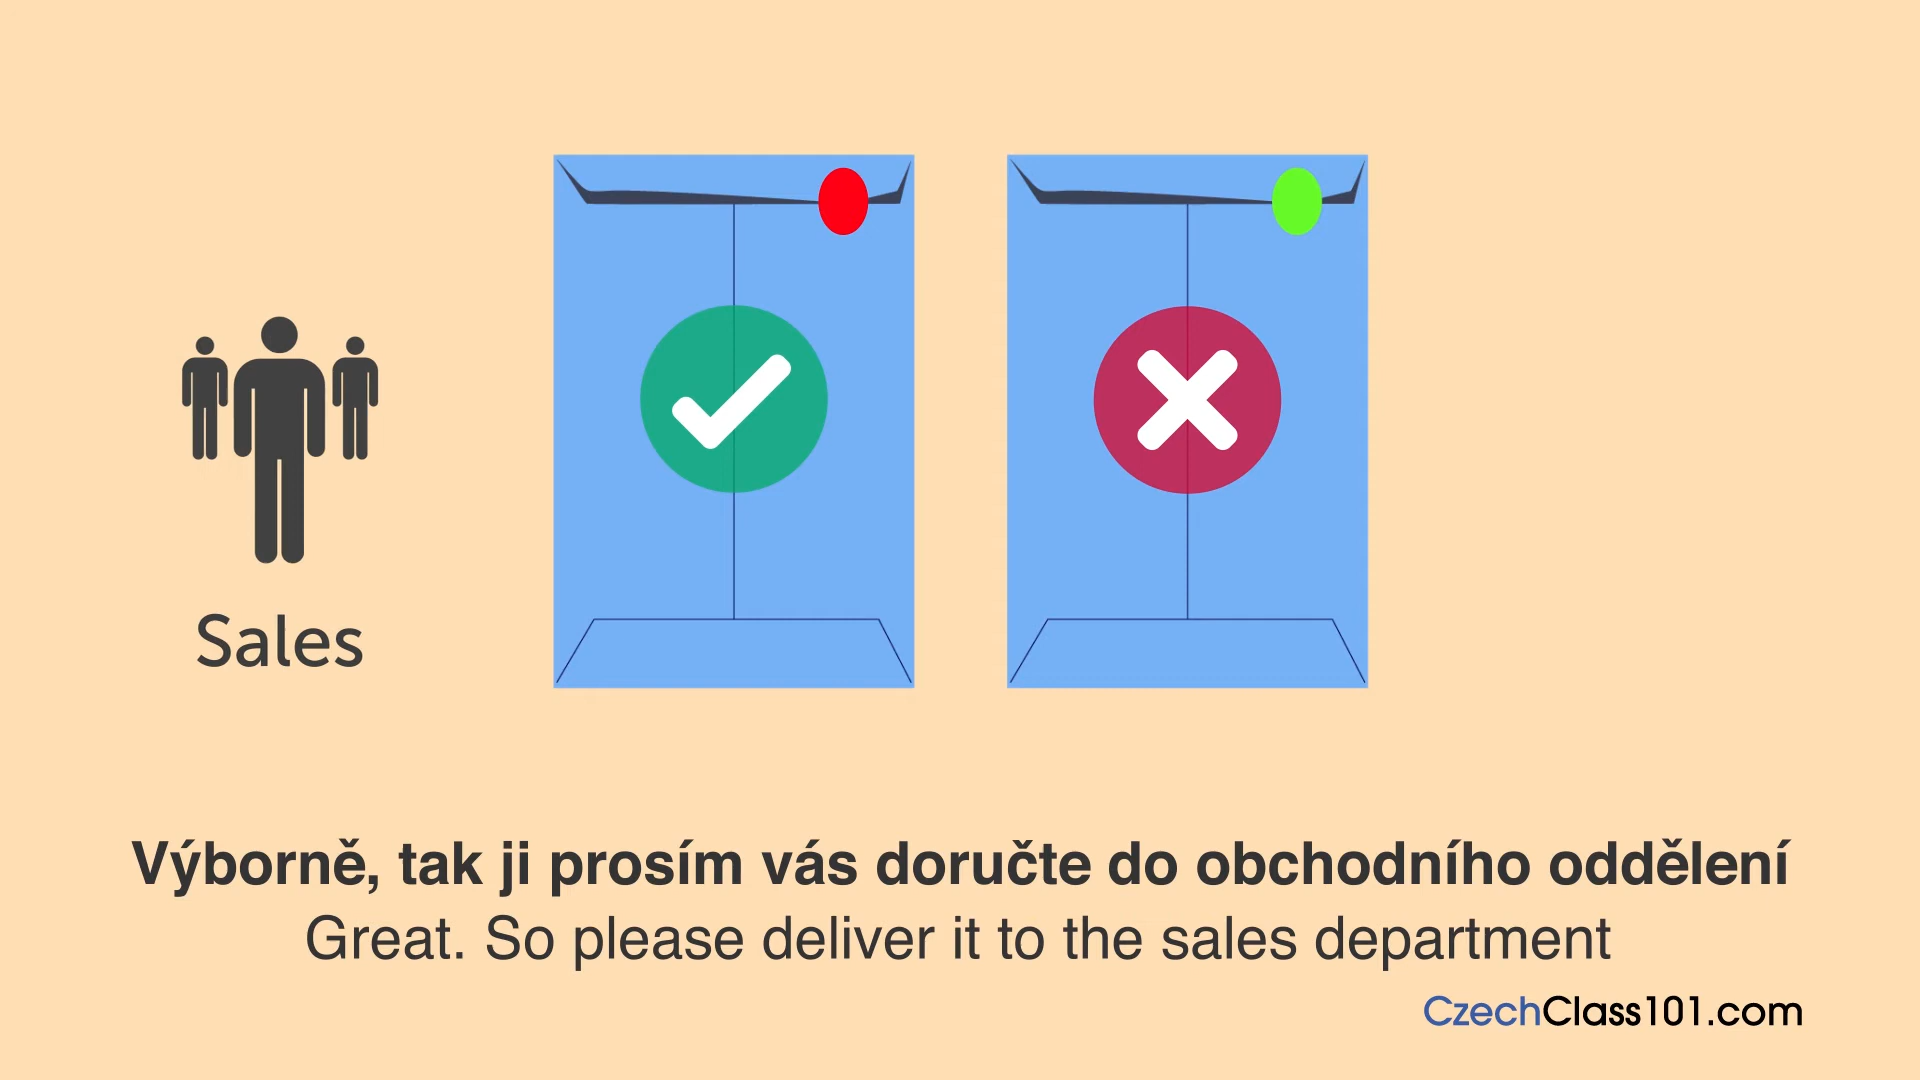 Sales
Výborně, tak ji prosím vás doručte do obchodního oddělení
Great. So please deliver it to the sales department
CzechClass101.com